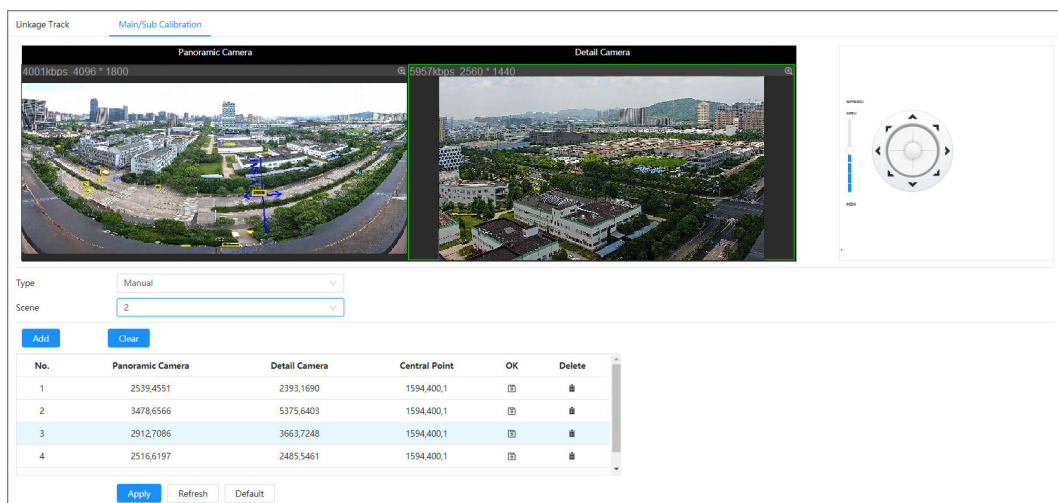 Linkage Track Main/Sub Calibration
Panoramic Camera Detail Camera
4001kbps 4096 * 1800 5957kbps 2560 * 1440
SPEED
MAX
MIN
Type Manual
Scene 2
Add Clear
No. Panoramic Camera Detail Camera Central Point OK Delete
1 2539,4551 2393,1690 1594,400,1
2 3478,6566 5375,6403 1594,400,1
3 2912,7086 3663,7248 1594,400,1
4 2516,6197 2485,5461 1594,400,1
Apply Refresh Default